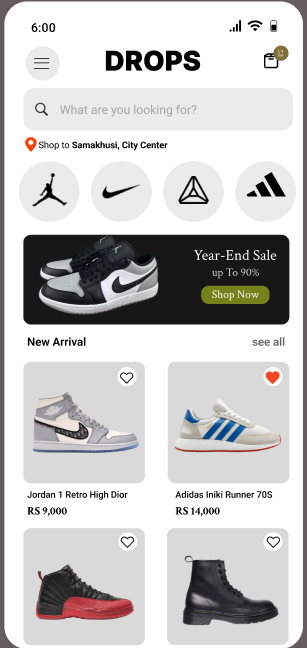 6:00
DROPS
12
What are you looking for?
Shop to Samakhusi, City Center
Year-End Sale
up To 90%
Shop Now
New Arrival
see all
Jordan 1 Retro High Dior
RS 9,000
Adidas Iniki Runner 70S
RS 14,000